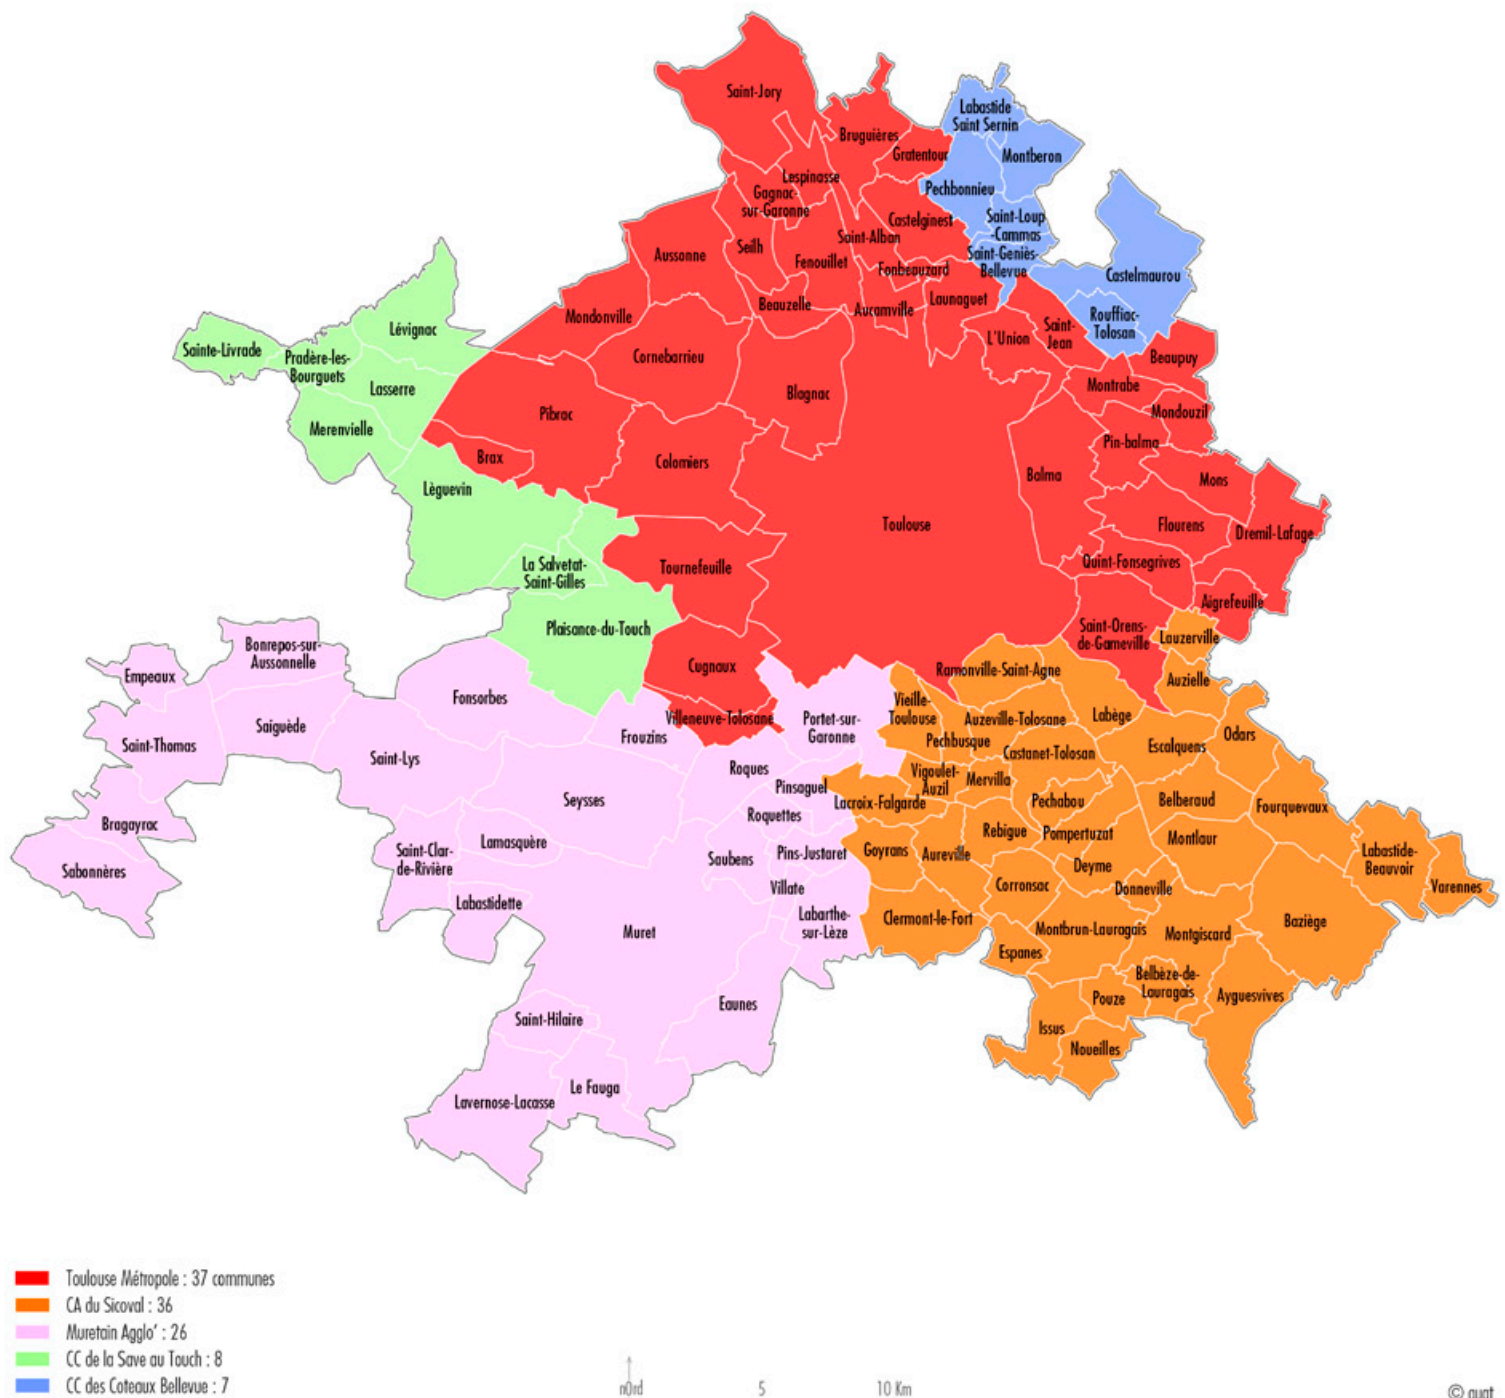 Saint-Jory
Bruguières
Gratentour
Lespinasse
Gagnac-
sur-Garonne
Castelginest
Saint-Alban
Seilh
Fenouillet
Fonbeauzard
Aussonne
Beauzelle
Aucamville
Launaguet
Mondonville
L'Union
Saint-
Jean
Beaupuy
Cornebarrieu
Montrabe
Blagnac
Mondouzil
Pibrac
Pin-balma
Brax
Colomiers
Balma
Mons
Toulouse
Flourens
Dremil-Lafage
Tournefeuille
Quint-Fonsegrives
Aigrefeuille
Saint-Orens-
de-Gameville
Cugnaux
Villeneuve-Tolosane
Labastide
Saint Sernin
Montberon
Pechbonnieu
Saint-Loup
-Cammas
Saint-Geniès-
Bellevue
Castelmaurou
Rouffiac-
Tolosan
Lévignac
Sainte-Livrade
Pradère-les-
Bourguets
Lasserre
Merenvielle
Lèguevin
La Salvetat-
Saint-Gilles
Plaisance-du-Touch
Bonrepos-sur-
Aussonnelle
Empeaux
Fonsorbes
Saiguède
Saint-Thomas
Saint-Lys
Frouzins
Portet-sur-
Garonne
Roques
Pinsaguel
Seysses
Roquettes
Bragayrac
Lamasquère
Saint-Clar-
de-Rivière
Sabonnères
Saubens
Pins-Justaret
Villate
Labastidette
Labarthe-
sur-Lèze
Muret
Eaunes
Saint-Hilaire
Le Fauga
Lavernose-Lacasse
Lauzerville
Ramonville-Saint-Agne
Auzielle
Vieille-
Toulouse
Auzeville-Tolosane
Labège
Pechbusque
Castanet-Tolosan
Escalquens
Odars
Vigoulet-
Auzil
Mervilla
Lacroix-Falgarde
Pechabou
Belberaud
Fourquevaux
Rebigue
Pompertuzat
Montlaur
Goyrans
Aureville
Deyme
Labastide-
Beauvoir
Varennes
Corronsac
Donneville
Clermont-le-Fort
Montbrun-Lauragais
Montgiscard
Baziège
Espanes
Belbèze-de-
Lauragais
Pouze
Ayguesvives
Issus
Noueilles
Toulouse Métropole : 37 communes
CA du Sicoval : 36
Muretain Agglo' : 26
CC de la Save au Touch : 8
CC des Coteaux Bellevue : 7
nOrd
5
10 Km
© auat